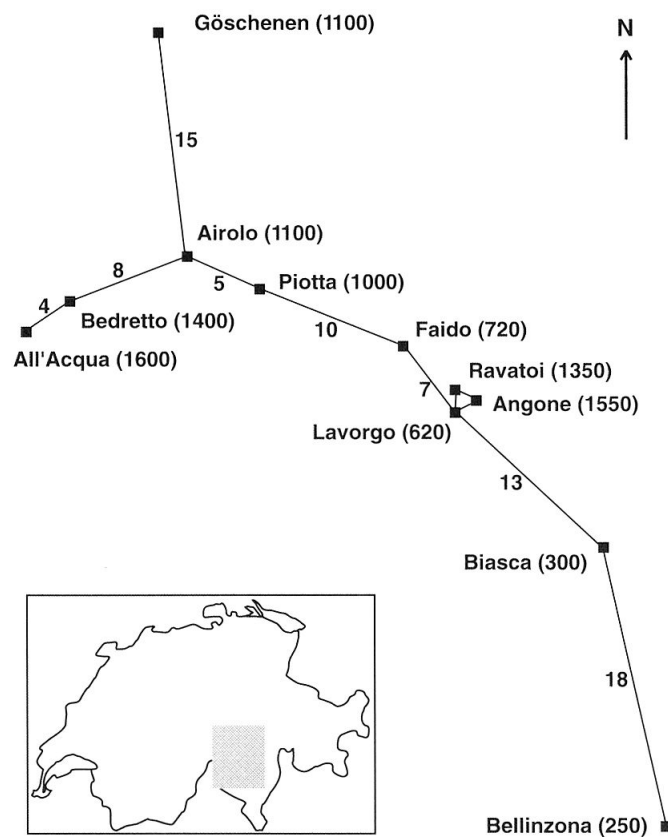 Göschenen (1100)
N
15
Airolo (1100)
8
5
Piotta (1000)
4
Bedretto (1400)
10
Faido (720)
All'Acqua (1600)
Ravatoi (1350)
7
Angone (1550)
Lavorgo (620)
13
Biasca (300)
18
Bellinzona (250)